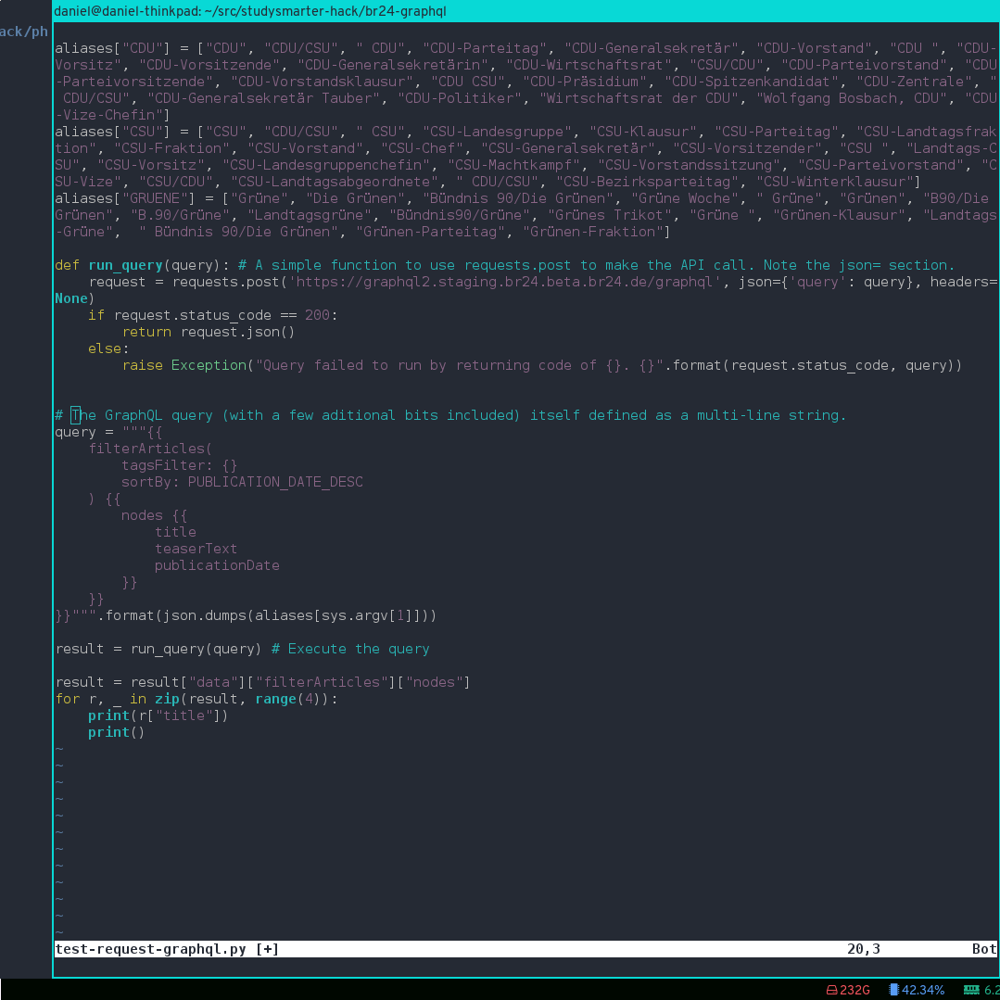 daniel@daniel-thinkpad: ~/src/studysmarter-hack/br24-graphql
ack/ph
aliases["CDU"] = ["CDU", "CDU/CSU", " CDU", "CDU-Parteitag", "CDU-Generalsekretär", "CDU-Vorstand", "CDU ", "CDU-
Vorsitz", "CDU-Vorsitzende", "CDU-Generalsekretärin", "CDU-Wirtschaftsrat", "CSU/CDU", "CDU-Parteivorstand", "CDU
-Parteivorsitzende", "CDU-Vorstandsklausur", "CDU CSU", "CDU-Präsidium", "CDU-Spitzenkandidat", "CDU-Zentrale", "
 CDU/CSU", "CDU-Generalsekretär Tauber", "CDU-Politiker", "Wirtschaftsrat der CDU", "Wolfgang Bosbach, CDU", "CDU
-Vize-Chefin"]
aliases["CSU"] = ["CSU", "CDU/CSU", " CSU", "CSU-Landesgruppe", "CSU-Klausur", "CSU-Parteitag", "CSU-Landtagsfrak
tion", "CSU-Fraktion", "CSU-Vorstand", "CSU-Chef", "CSU-Generalsekretär", "CSU-Vorsitzender", "CSU ", "Landtags-C
SU", "CSU-Vorsitz", "CSU-Landesgruppenchefin", "CSU-Machtkampf", "CSU-Vorstandssitzung", "CSU-Parteivorstand", "C
SU-Vize", "CSU/CDU", "CSU-Landtagsabgeordnete", " CDU/CSU", "CSU-Bezirksparteitag", "CSU-Winterklausur"]
aliases["GRUENE"] = ["Grüne", "Die Grünen", "Bündnis 90/Die Grünen", "Grüne Woche", " Grüne", "Grünen", "B90/Die
Grünen", "B.90/Grüne", "Landtagsgrüne", "Bündnis90/Grüne", "Grünes Trikot", "Grüne ", "Grünen-Klausur", "Landtags
-Grüne",  " Bündnis 90/Die Grünen", "Grünen-Parteitag", "Grünen-Fraktion"]
def run_query(query): # A simple function to use requests.post to make the API call. Note the json= section.
    request = requests.post('https://graphql2.staging.br24.beta.br24.de/graphql', json={'query': query}, headers=
None)
    if request.status_code == 200:
        return request.json()
    else:
        raise Exception("Query failed to run by returning code of {}. {}".format(request.status_code, query))
# The GraphQL query (with a few aditional bits included) itself defined as a multi-line string.
query = """{{
    filterArticles(
        tagsFilter: {}
        sortBy: PUBLICATION_DATE_DESC
    ) {{
        nodes {{
            title
            teaserText
            publicationDate
        }}
    }}
}}""".format(json.dumps(aliases[sys.argv[1]]))
result = run_query(query) # Execute the query
result = result["data"]["filterArticles"]["nodes"]
for r, _ in zip(result, range(4)):
    print(r["title"])
    print()
~
~
~
~
~
~
~
~
~
~
~
~
test-request-graphql.py [+] 20,3 Bot
232G 42.34% 6.2